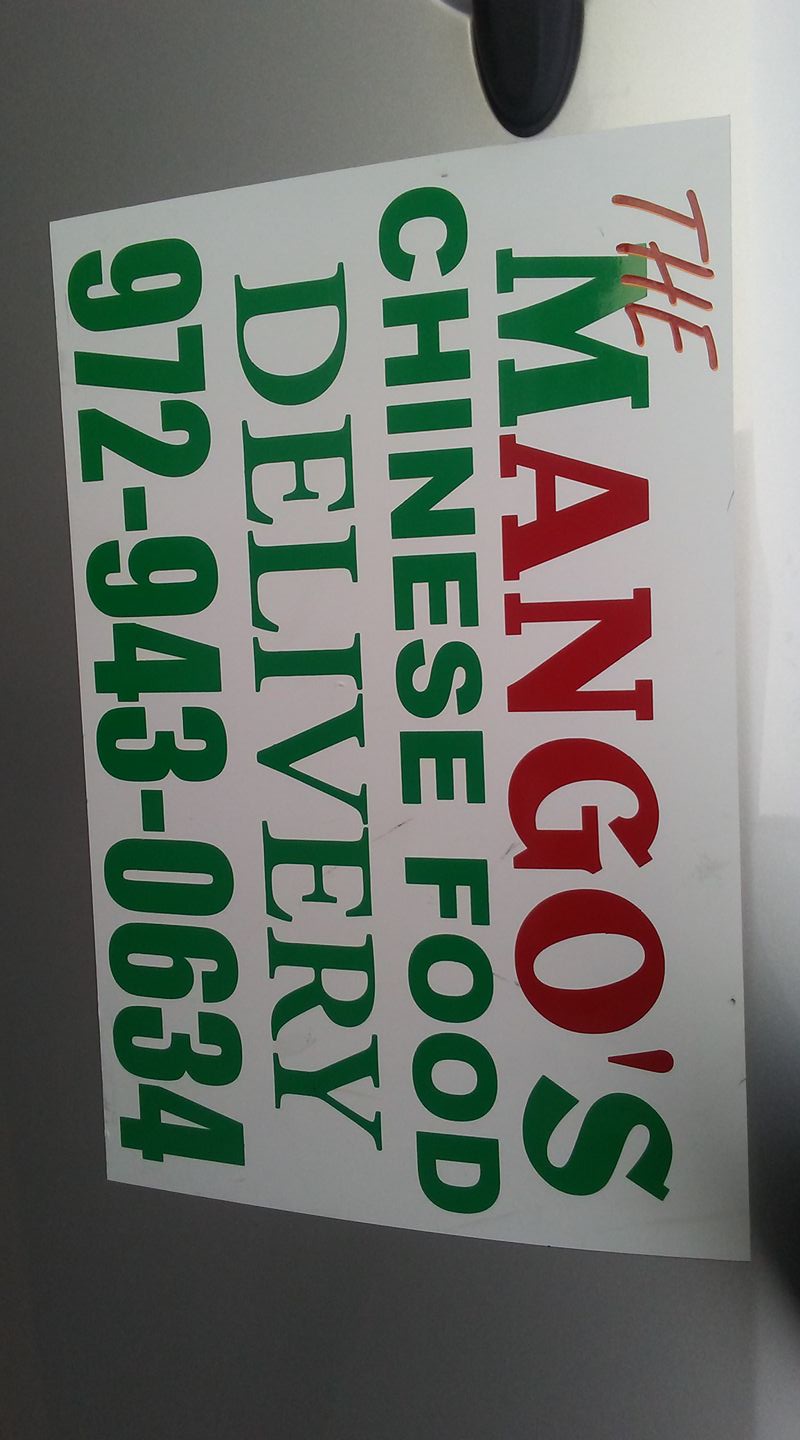 THE
MANGO'S
CHINESE FOOD
DELIVERY
972-943-0634